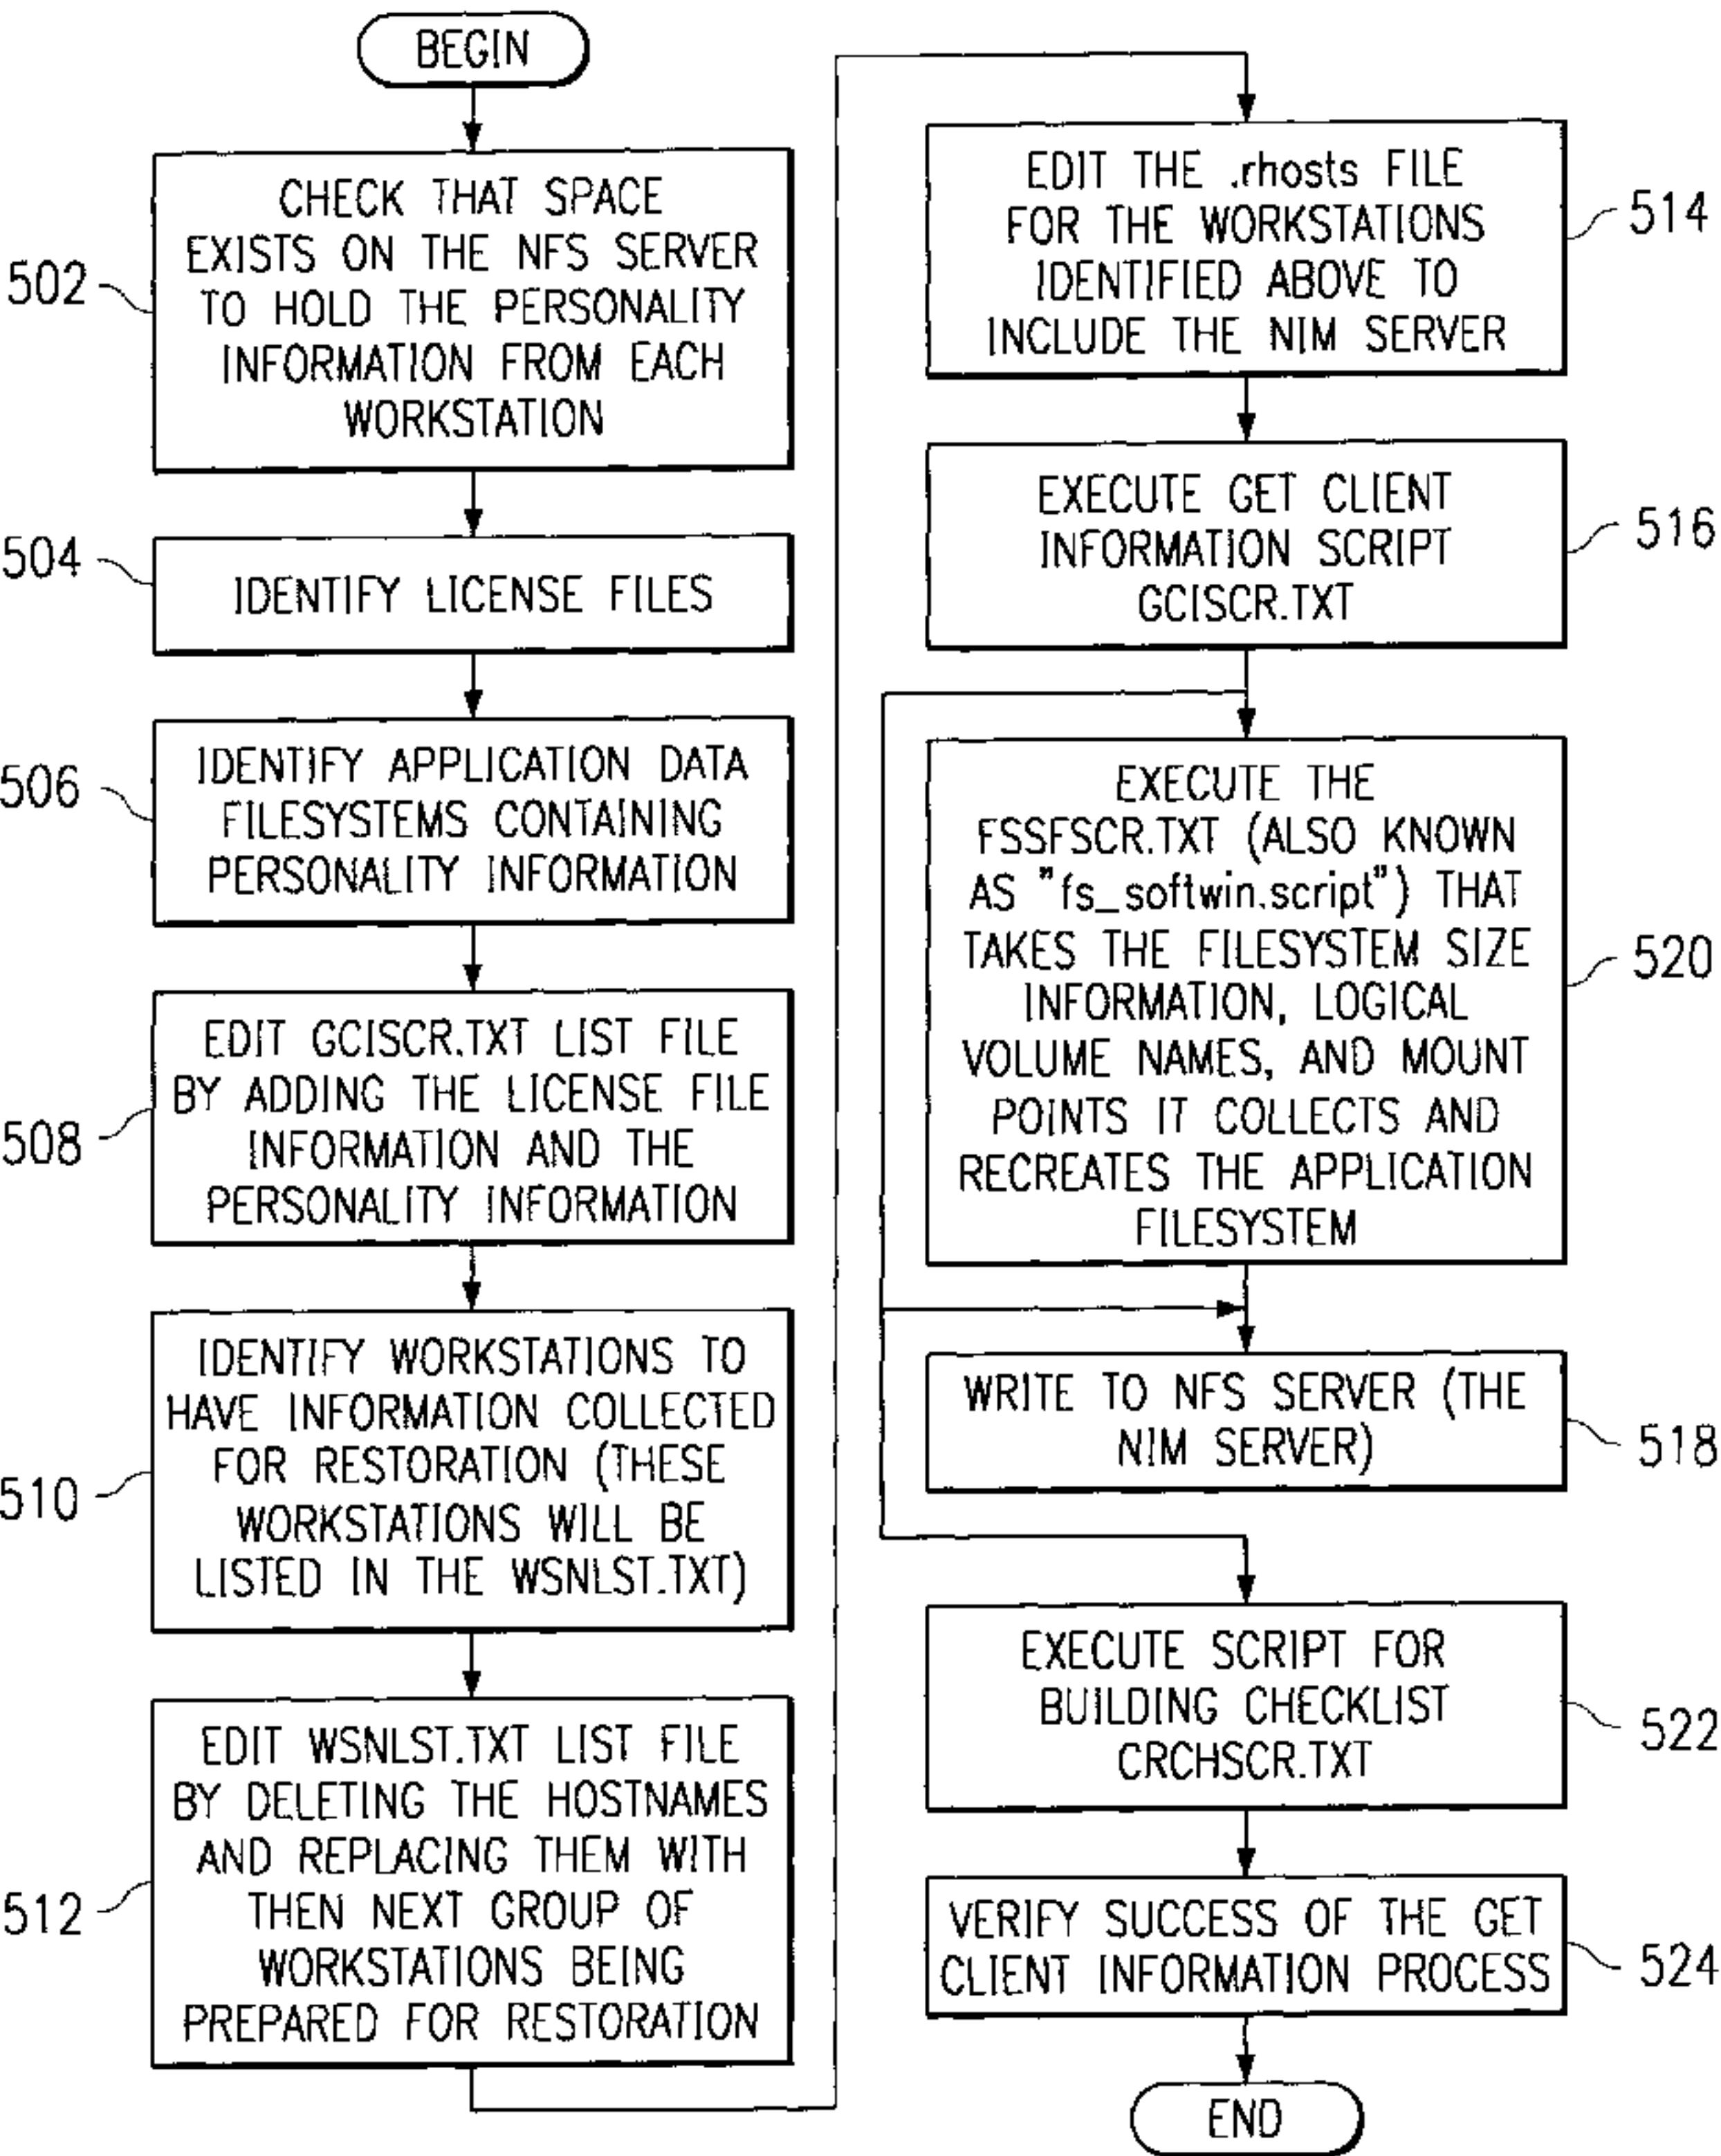 BEGIN
CHECK THAT SPACE
EXISTS ON THE NFS SERVER
TO HOLD THE PERSONALITY
INFORMATION FROM EACH
WORKSTATION
502
IDENTIFY LICENSE FILES
504
IDENTIFY APPLICATION DATA
FILESYSTEMS CONTAINING
PERSONALITY INFORMATION
506
EDIT GCISCR.TXT LIST FILE
BY ADDING THE LICENSE FILE
INFORMATION AND THE
PERSONALITY INFORMATION
508
IDENTIFY WORKSTATIONS TO
HAVE INFORMATION COLLECTED
FOR RESTORATION (THESE
WORKSTATIONS WILL BE
LISTED IN THE WSNLST.TXT)
510
EDIT WSNLST.TXT LIST FILE
BY DELETING THE HOSTNAMES
AND REPLACING THEM WITH
THEN NEXT GROUP OF
WORKSTATIONS BEING
PREPARED FOR RESTORATION
512
EDIT THE .rhosts FILE
FOR THE WORKSTATIONS
IDENTIFIED ABOVE TO
INCLUDE THE NIM SERVER
514
EXECUTE GET CLIENT
INFORMATION SCRIPT
GCISCR.TXT
516
EXECUTE THE
FSSFSCR.TXT (ALSO KNOWN
AS "fs_softwin.script") THAT
TAKES THE FILESYSTEM SIZE
INFORMATION, LOGICAL
VOLUME NAMES, AND MOUNT
POINTS IT COLLECTS AND
RECREATES THE APPLICATION
FILESYSTEM
520
WRITE TO NFS SERVER (THE
NIM SERVER)
518
EXECUTE SCRIPT FOR
BUILDING CHECKLIST
CRCHSCR.TXT
522
VERIFY SUCCESS OF THE GET
CLIENT INFORMATION PROCESS
524
END